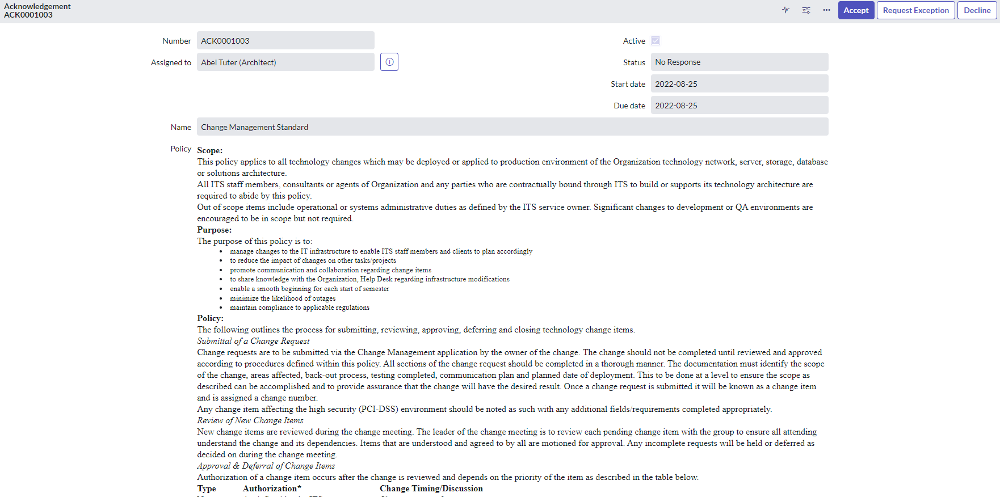 Acknowledgement
ACK0001003
Accept
Request Exception
Decline
Number ACK0001003
Active
Assigned to Abel Tuter (Architect)
Status No Response
Start date 2022-08-25
Due date 2022-08-25
Name Change Management Standard
Policy Scope:
This policy applies to all technology changes which may be deployed or applied to production environment of the Organization technology network, server, storage, database
or solutions architecture.
All ITS staff members, consultants or agents of Organization and any parties who are contractually bound through ITS to build or supports its technology architecture are
required to abide by this policy.
Out of scope items include operational or systems administrative duties as defined by the ITS service owner. Significant changes to development or QA environments are
encouraged to be in scope but not required.
Purpose:
The purpose of this policy is to:
• manage changes to the IT infrastructure to enable ITS staff members and clients to plan accordingly
• to reduce the impact of changes on other tasks/projects
• promote communication and collaboration regarding change items
• to share knowledge with the Organization, Help Desk regarding infrastructure modifications
• enable a smooth beginning for each start of semester
• minimize the likelihood of outages
• maintain compliance to applicable regulations
Policy:
The following outlines the process for submitting, reviewing, approving, deferring and closing technology change items.
Submittal of a Change Request
Change requests are to be submitted via the Change Management application by the owner of the change. The change should not be completed until reviewed and approved
according to procedures defined within this policy. All sections of the change request should be completed in a thorough manner. The documentation must identify the scope
of the change, areas affected, back-out process, testing completed, communication plan and planned date of deployment. This to be done at a level to ensure the scope as
described can be accomplished and to provide assurance that the change will have the desired result. Once a change request is submitted it will be known as a change item
and is assigned a change number.
Any change item affecting the high security (PCI-DSS) environment should be noted as such with any additional fields/requirements completed appropriately.
Review of New Change Items
New change items are reviewed during the change meeting. The leader of the change meeting is to review each pending change item with the group to ensure all attending
understand the change and its dependencies. Items that are understood and agreed to by all are motioned for approval. Any incomplete requests will be held or deferred as
decided on during the change meeting.
Approval & Deferral of Change Items
Authorization of a change item occurs after the change is reviewed and depends on the priority of the item as described in the table below.
Type Authorization* Change Timing/Discussion